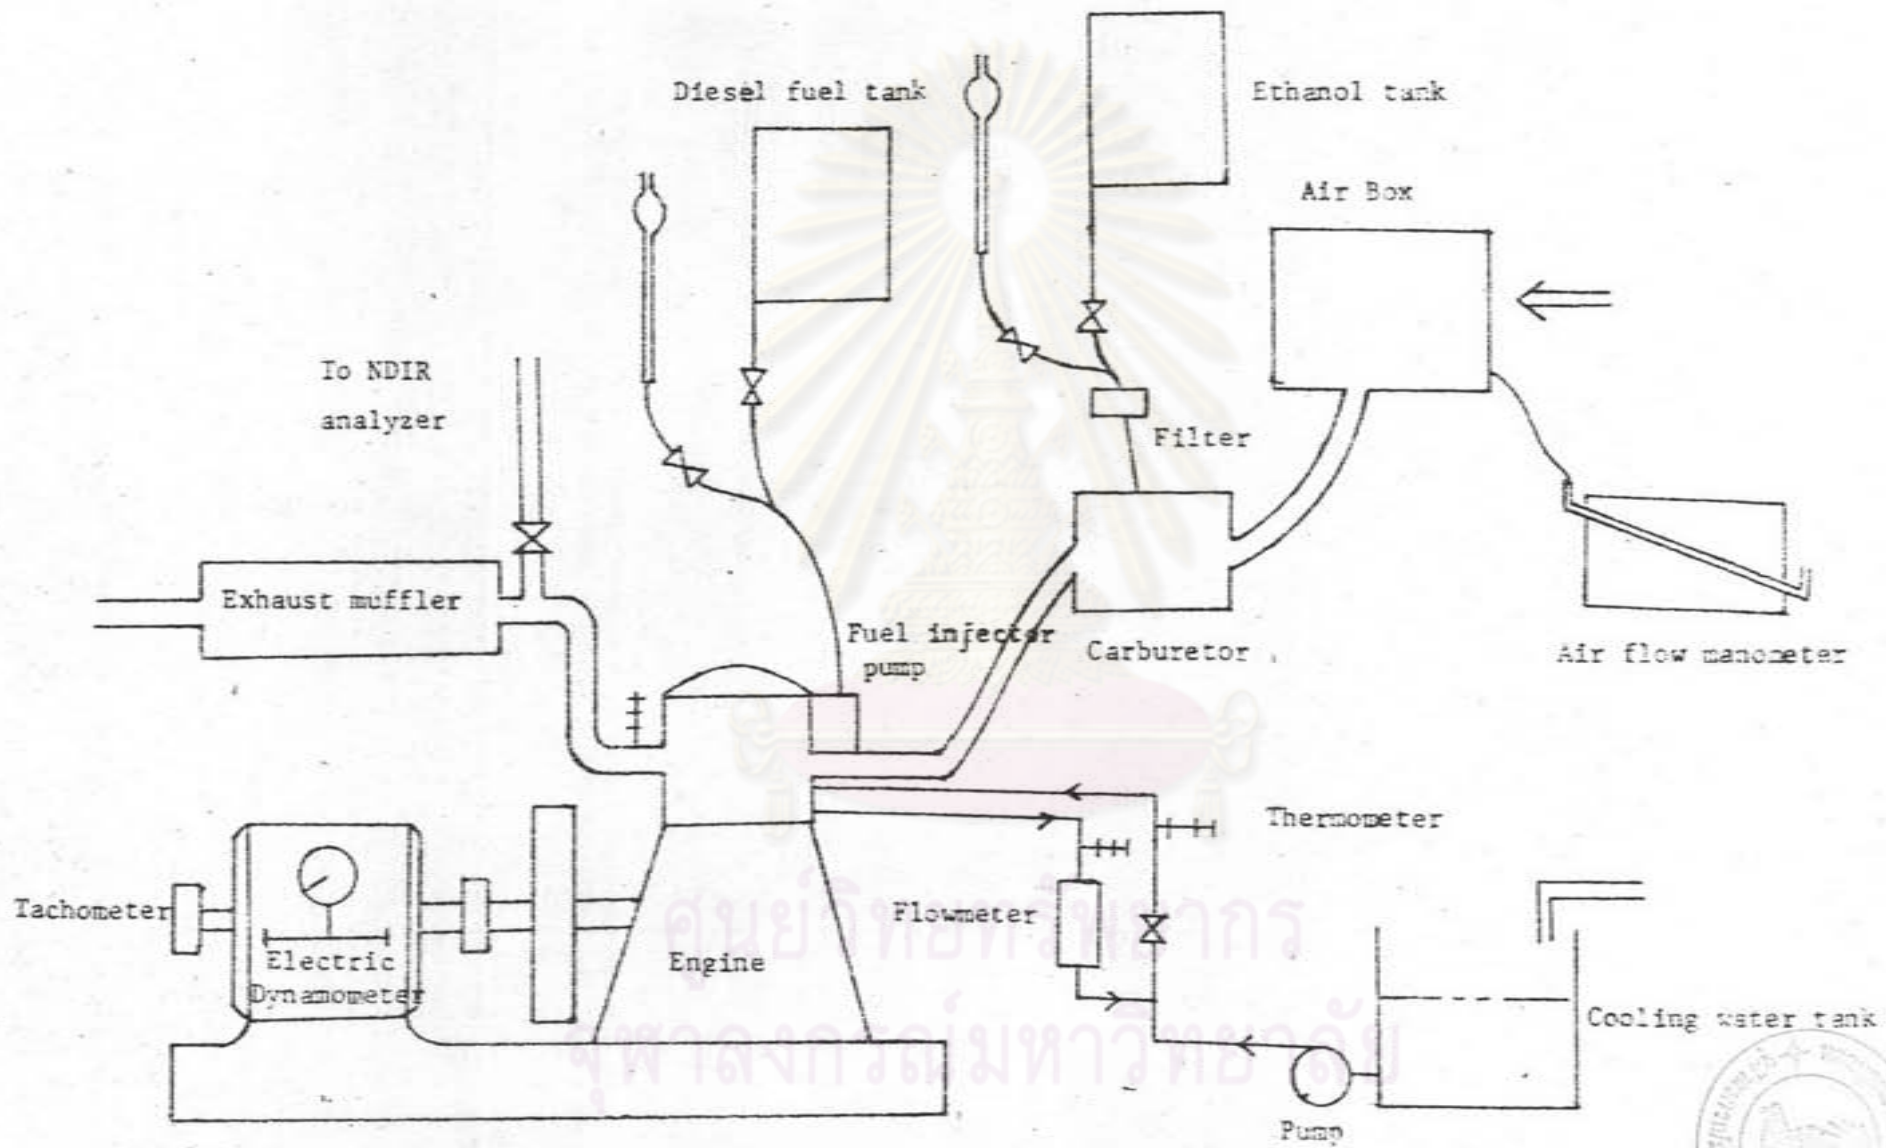 Diesel fuel tank
Ethanol tank
Air Box
To NDIR
analyzer
Filter
Exhaust muffler
Fuel injector
pump
Carburetor
Air flow manometer
Thermometer
Tachometer
Flowmeter
Electric
Dynamometer
Engine
Cooling water tank
Pump
ศูนย์วิทยทรัพยากร
จุฬาลงกรณ์มหาวิทยาลัย